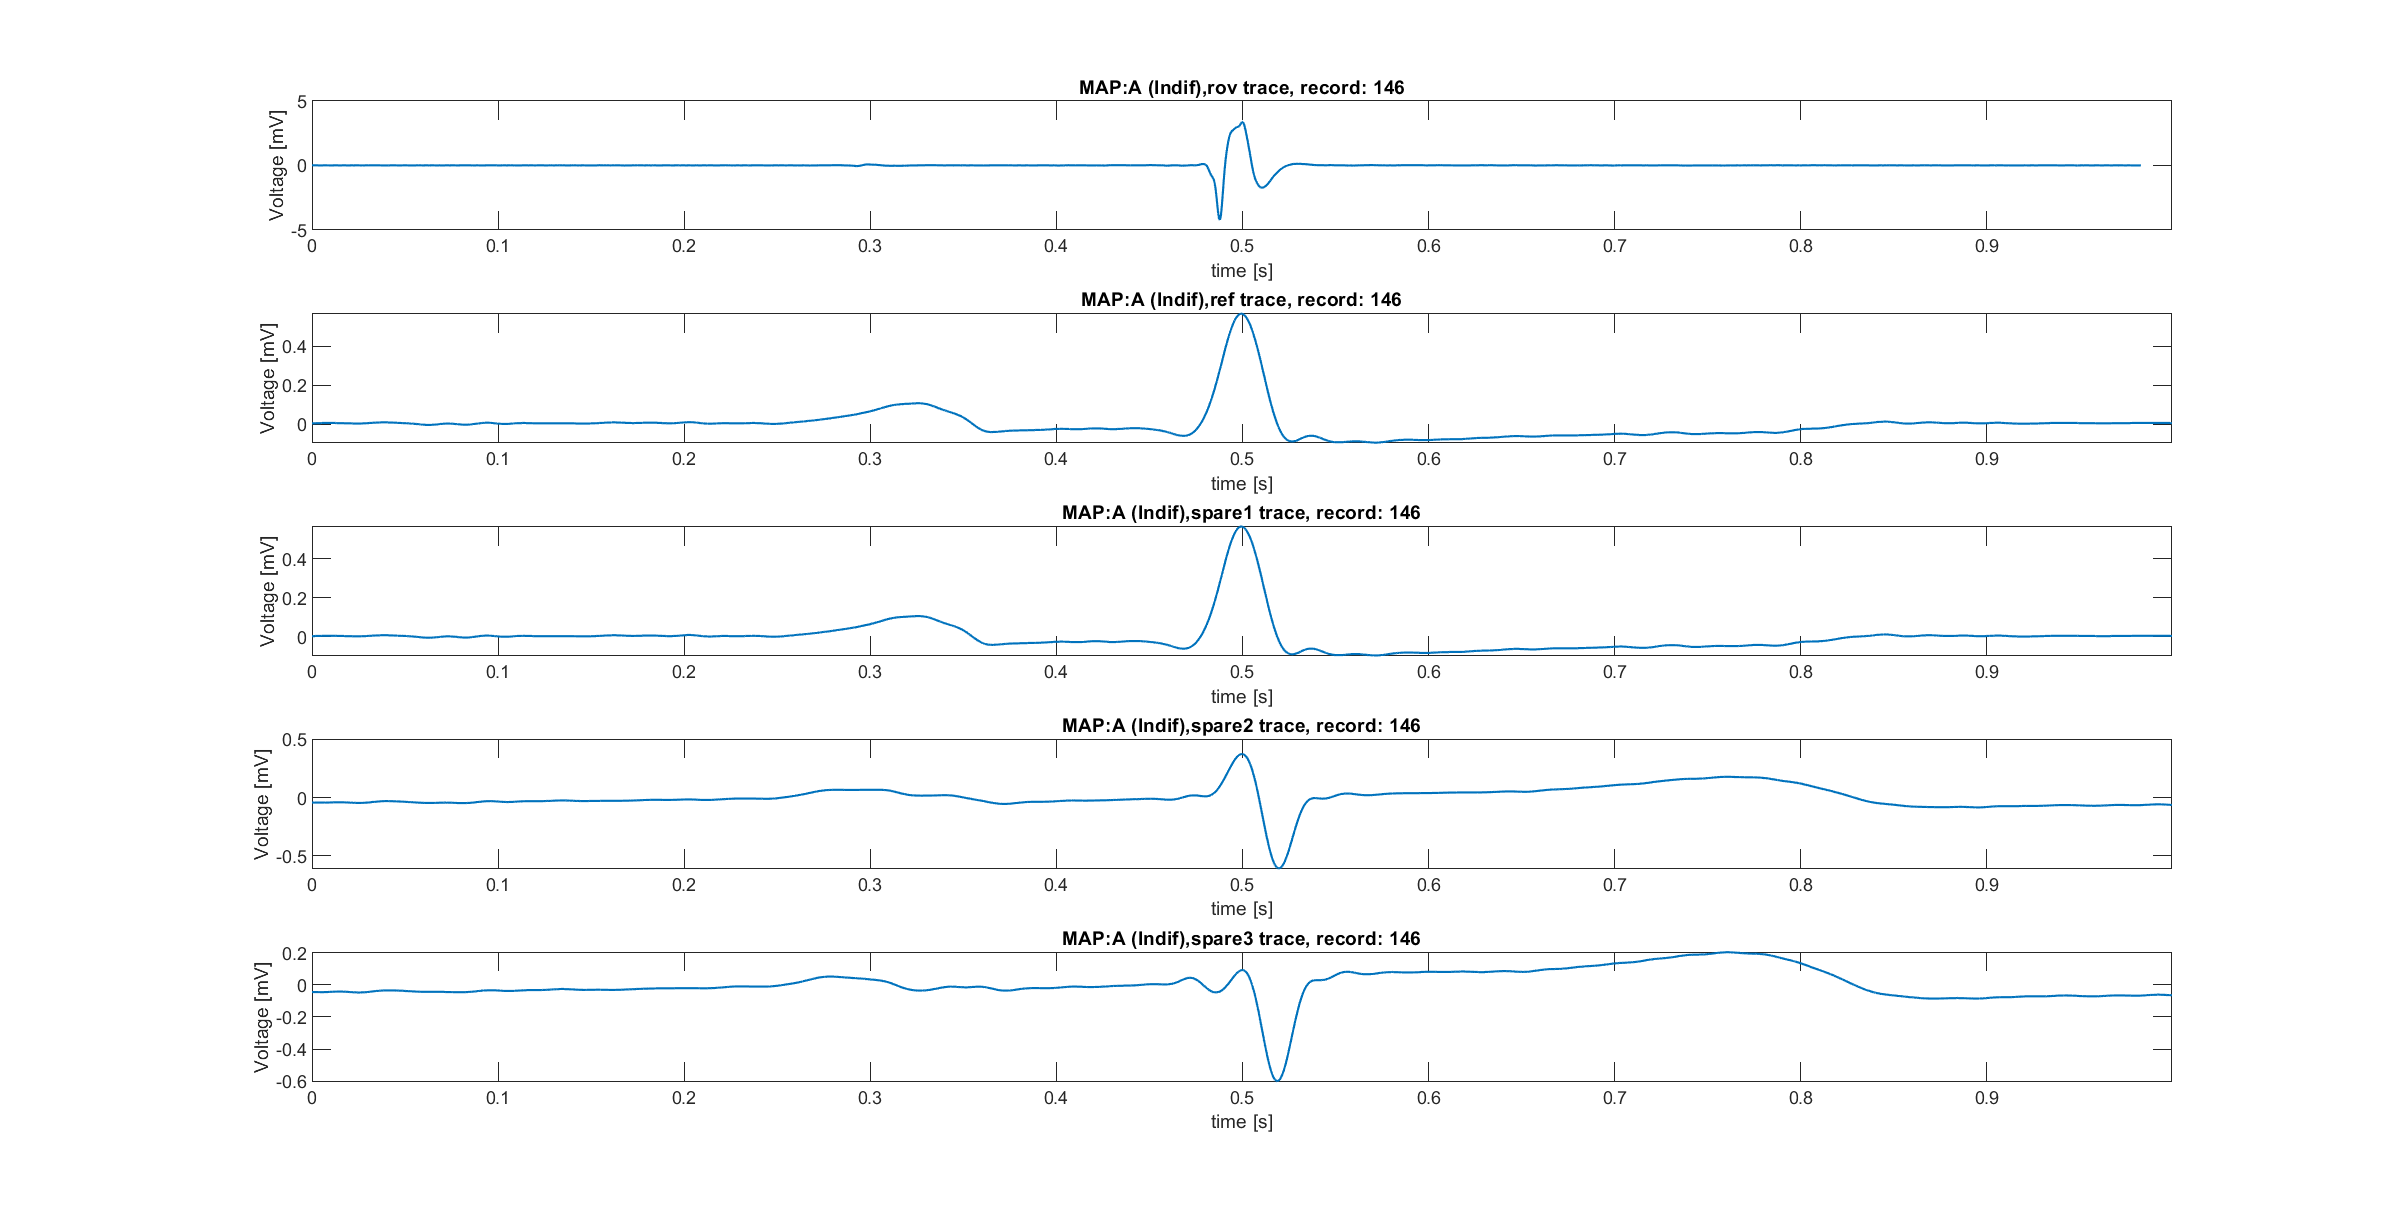 MAP:A (Indif),rov trace, record: 146
Voltage [mV]
5
0
-5
0 0.1 0.2 0.3 0.4 0.5 0.6 0.7 0.8 0.9
time [s]
MAP:A (Indif),ref trace, record: 146
Voltage [mV]
0.4
0.2
0
0 0.1 0.2 0.3 0.4 0.5 0.6 0.7 0.8 0.9
time [s]
MAP:A (Indif),spare1 trace, record: 146
Voltage [mV]
0.4
0.2
0
0 0.1 0.2 0.3 0.4 0.5 0.6 0.7 0.8 0.9
time [s]
MAP:A (Indif),spare2 trace, record: 146
Voltage [mV]
0.5
0
-0.5
0 0.1 0.2 0.3 0.4 0.5 0.6 0.7 0.8 0.9
time [s]
MAP:A (Indif),spare3 trace, record: 146
Voltage [mV]
0.2
0
-0.2
-0.4
-0.6
0 0.1 0.2 0.3 0.4 0.5 0.6 0.7 0.8 0.9
time [s]